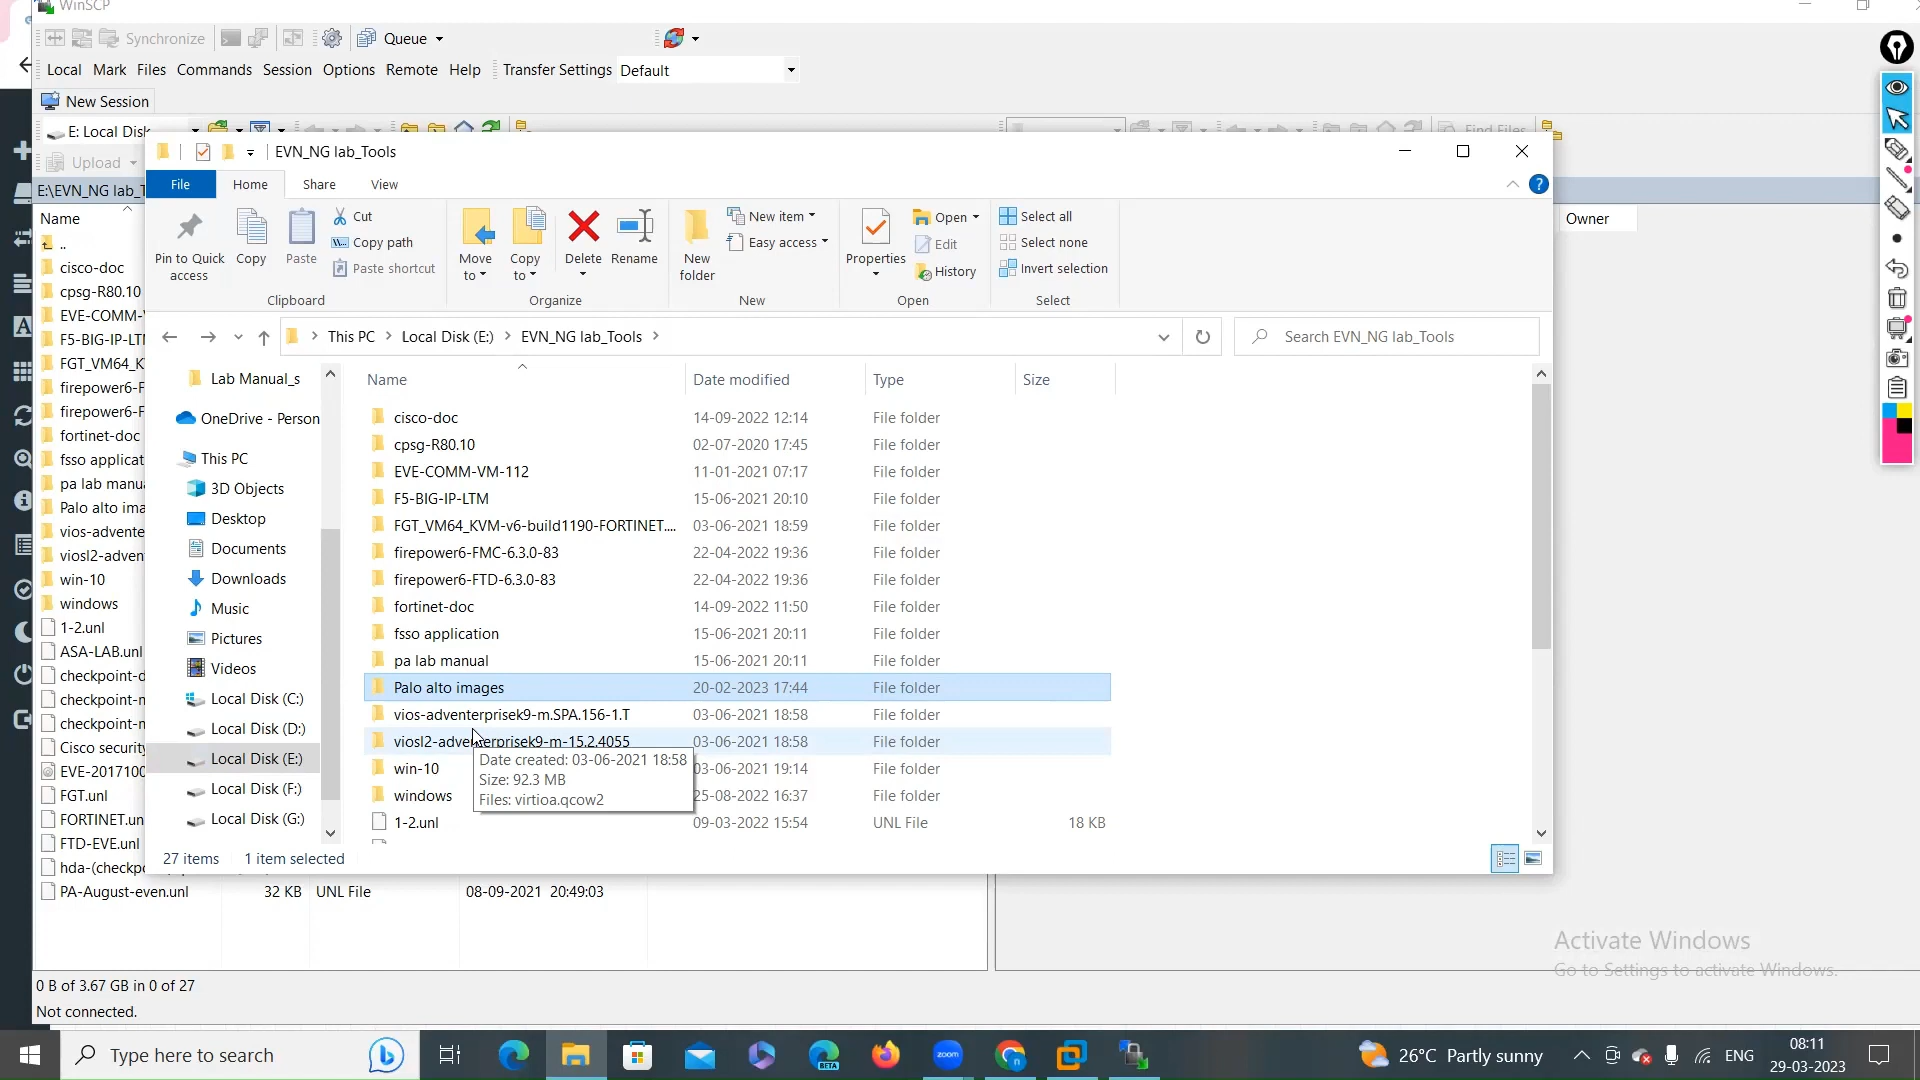 WinSCP
Synchronize
Queue
Local Mark Files Commands Session Options Remote Help Transfer Settings Default
New Session
E: Local Disk
Find Files
Upload
E:\EVN_NG lab_T
Name
..
cisco-doc
cpsg-R80.10
EVE-COMM-V
F5-BIG-IP-LTM
FGT_VM64_K
firepower6-F
firepower6-F
fortinet-doc
fsso applicat
pa lab manu
Palo alto ima
vios-advente
viosl2-adven
win-10
windows
1-2.unl
ASA-LAB.unl
checkpoint-d
checkpoint-n
checkpoint-n
Cisco security
EVE-2017100
FGT.unl
FORTINET.un
FTD-EVE.unl
hda-(checkpo
PA-August-even.unl 32 KB UNL File 08-09-2021 20:49:03
Owner
EVN_NG lab_Tools
File Home Share View
Pin to Quick access
Copy
Paste
Cut
Copy path
Paste shortcut
Clipboard
Move to
Copy to
Delete
Rename
Organize
New folder
New item
Easy access
New
Properties
Open
Edit
History
Open
Select all
Select none
Invert selection
Select
This PC > Local Disk (E:) > EVN_NG lab_Tools >
Search EVN_NG lab_Tools
Lab Manual_s
OneDrive - Person
This PC
3D Objects
Desktop
Documents
Downloads
Music
Pictures
Videos
Local Disk (C:)
Local Disk (D:)
Local Disk (E:)
Local Disk (F:)
Local Disk (G:)
Name Date modified Type Size
cisco-doc 14-09-2022 12:14 File folder
cpsg-R80.10 02-07-2020 17:45 File folder
EVE-COMM-VM-112 11-01-2021 07:17 File folder
F5-BIG-IP-LTM 15-06-2021 20:10 File folder
FGT_VM64_KVM-v6-build1190-FORTINET.... 03-06-2021 18:59 File folder
firepower6-FMC-6.3.0-83 22-04-2022 19:36 File folder
firepower6-FTD-6.3.0-83 22-04-2022 19:36 File folder
fortinet-doc 14-09-2022 11:50 File folder
fsso application 15-06-2021 20:11 File folder
pa lab manual 15-06-2021 20:11 File folder
Palo alto images 20-02-2023 17:44 File folder
vios-adventerprisek9-m.SPA.156-1.T 03-06-2021 18:58 File folder
viosl2-adventerprisek9-m-15.2.4055 03-06-2021 18:58 File folder
win-10 03-06-2021 19:14 File folder
windows 25-08-2022 16:37 File folder
1-2.unl 09-03-2022 15:54 UNL File 18 KB
Date created: 03-06-2021 18:58
Size: 92.3 MB
Files: virtioa.qcow2
27 items 1 item selected
Activate Windows
Go to Settings to activate Windows.
0 B of 3.67 GB in 0 of 27
Not connected.
Type here to search
BETA
zoom
26°C Partly sunny
ENG
08:11
29-03-2023